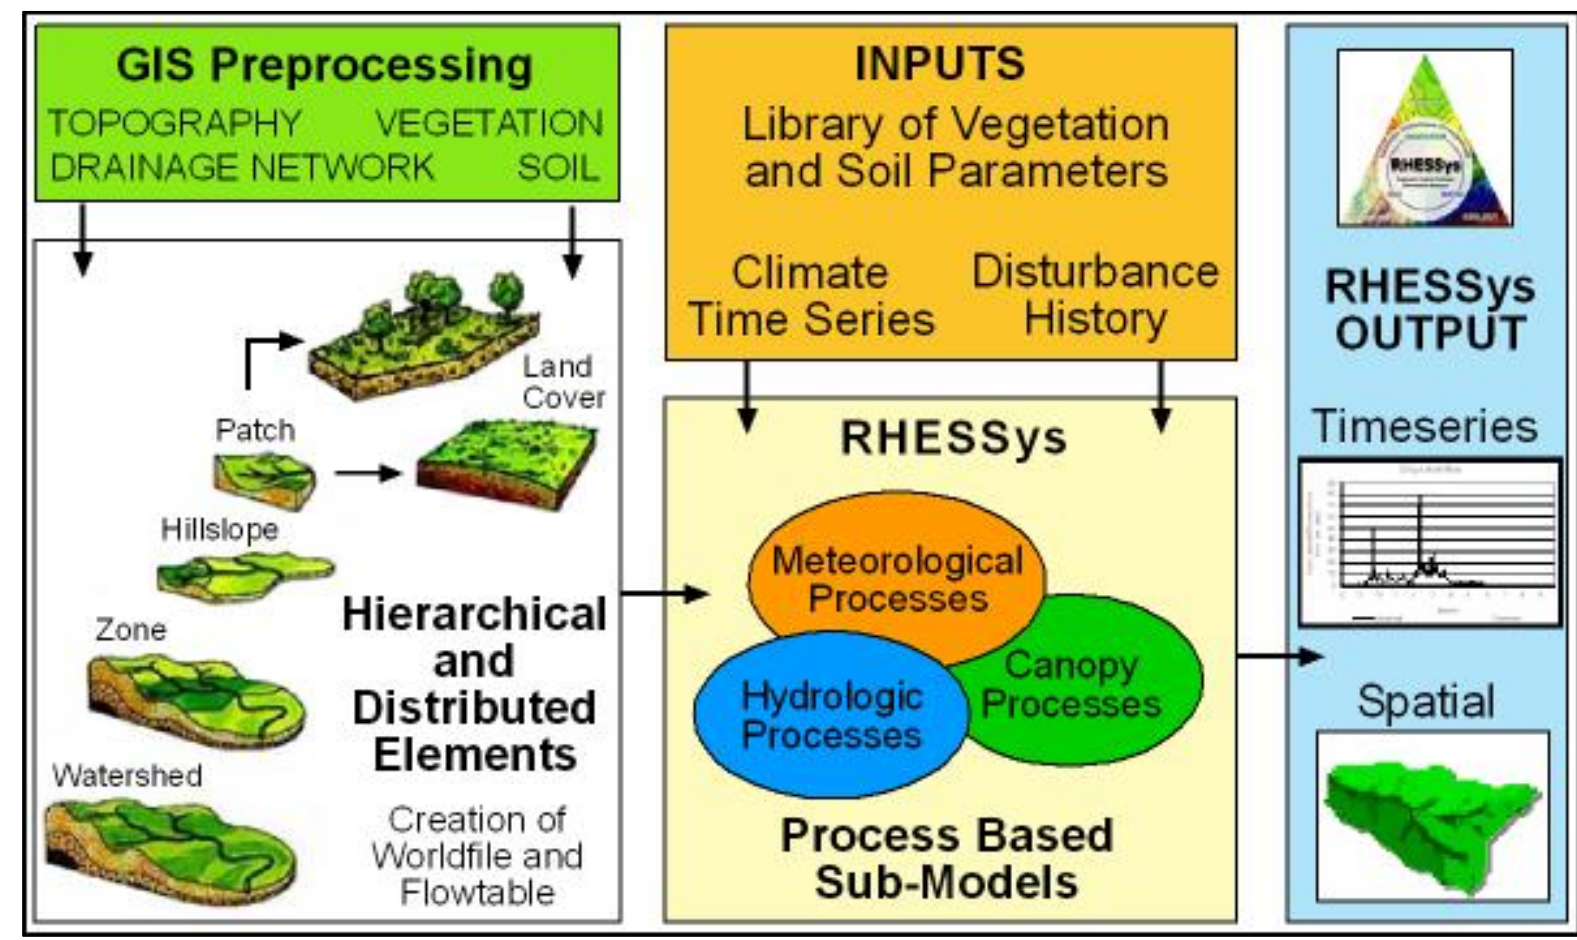 GIS Preprocessing
TOPOGRAPHY VEGETATION
DRAINAGE NETWORK SOIL
Land
Cover
Patch
Hillslope
Zone
Watershed
Hierarchical
and
Distributed
Elements
Creation of
Worldfile and
Flowtable
INPUTS
Library of Vegetation
and Soil Parameters
Climate
Time Series
Disturbance
History
RHESSys
Meteorological
Processes
Canopy
Processes
Hydrologic
Processes
Process Based
Sub-Models
RHESSys
RHESSys
OUTPUT
Timeseries
Spatial